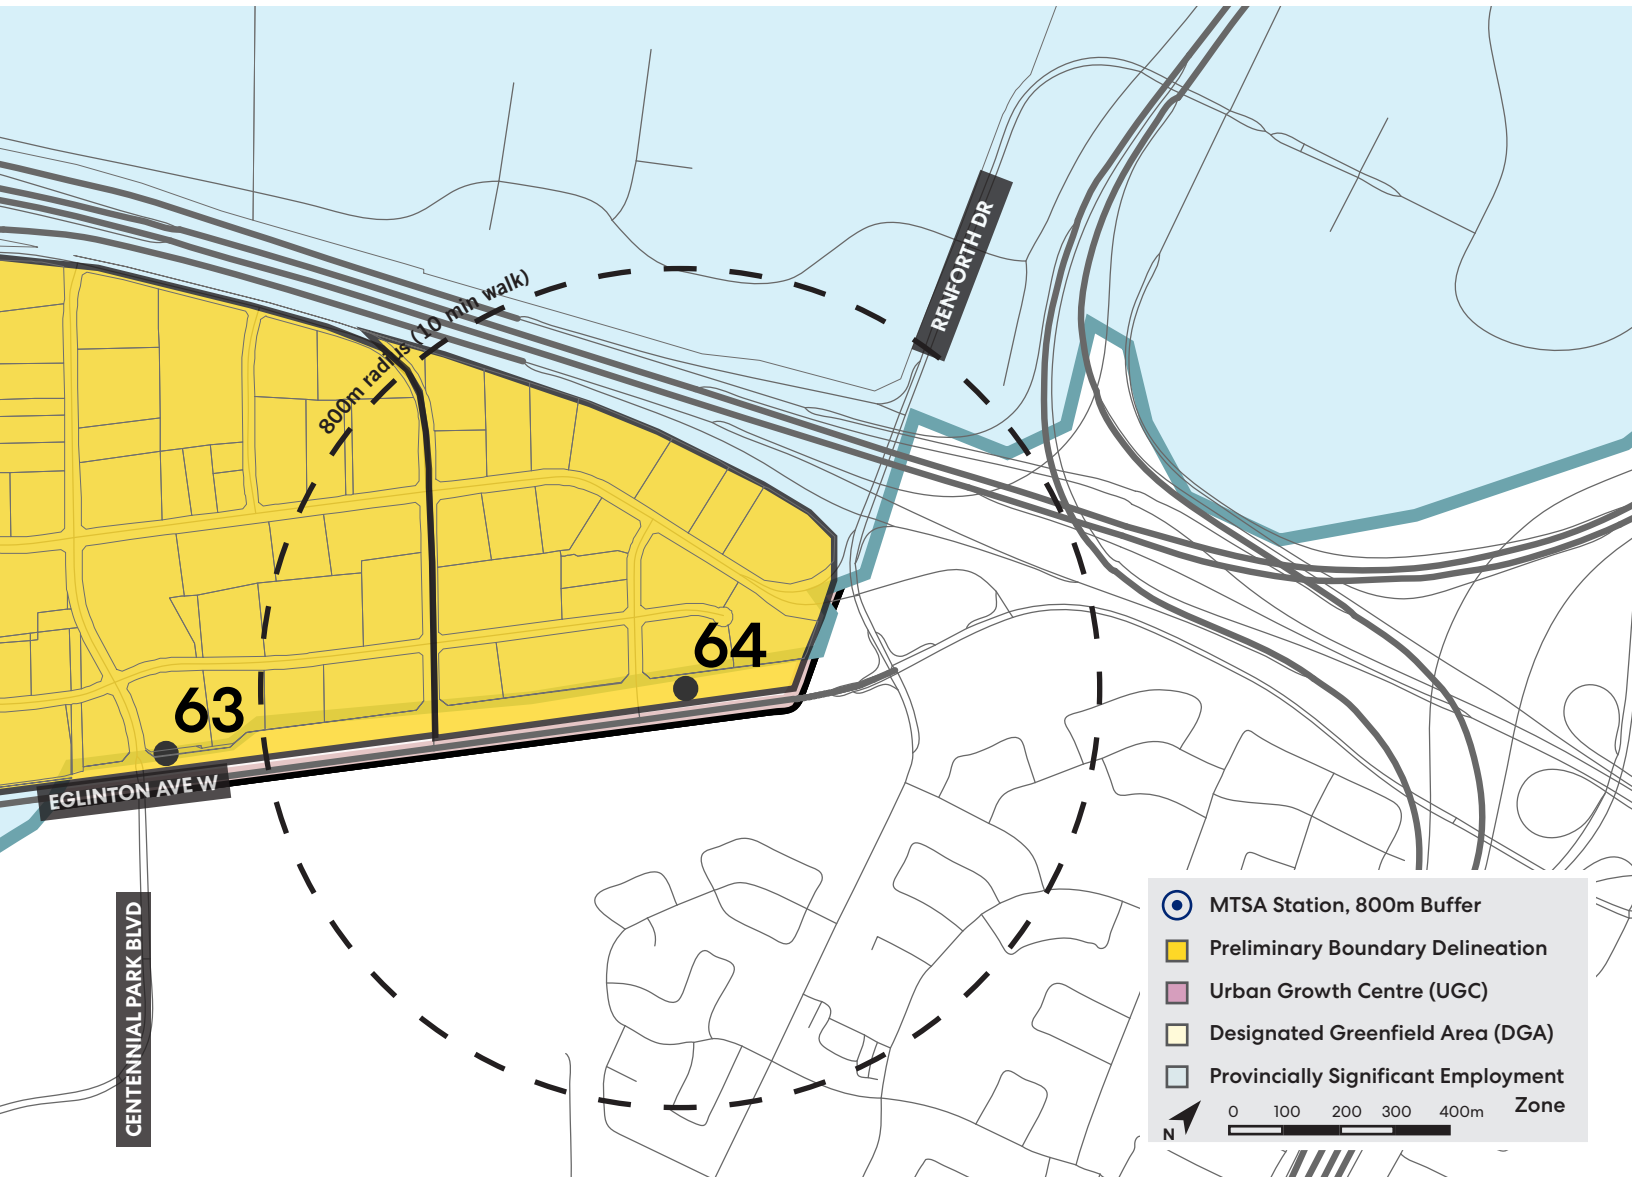 RENFORTH DR
800m radius (10 min walk)
64
63
EGLINTON AVE W
CENTENNIAL PARK BLVD
MTSA Station, 800m Buffer
Preliminary Boundary Delineation
Urban Growth Centre (UGC)
Designated Greenfield Area (DGA)
Provincially Significant Employment
Zone
N
0 100 200 300 400m